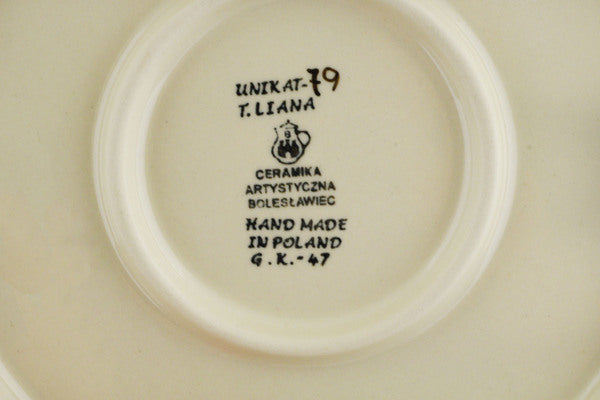 UNIKAT-79
T.LIANA
B
CERAMIKA
ARTYSTYCZNA
BOLESŁAWIEC
HAND MADE
IN POLAND
G.K.-47